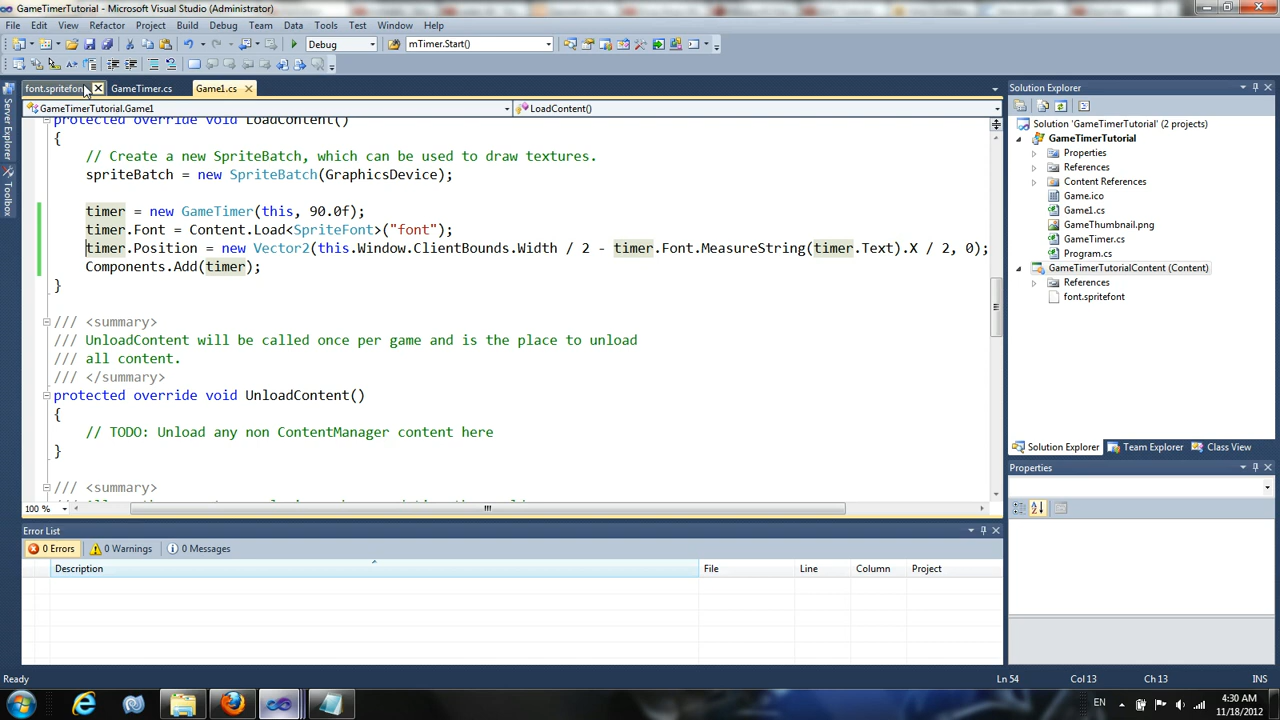 GameTimerTutorial - Microsoft Visual Studio (Administrator)
File Edit View Refactor Project Build Debug Team Data Tools Test Window Help
Debug mTimer.Start()
font.spritefon GameTimer.cs Game1.cs
GameTimerTutorial.Game1 LoadContent()
protected override void LoadContent()
{
// Create a new SpriteBatch, which can be used to draw textures.
spriteBatch = new SpriteBatch(GraphicsDevice);
timer = new GameTimer(this, 90.0f);
timer.Font = Content.Load<SpriteFont>("font");
timer.Position = new Vector2(this.Window.ClientBounds.Width / 2 - timer.Font.MeasureString(timer.Text).X / 2, 0);
Components.Add(timer);
}
/// <summary>
/// UnloadContent will be called once per game and is the place to unload
/// all content.
/// </summary>
protected override void UnloadContent()
{
// TODO: Unload any non ContentManager content here
}
/// <summary>
100 %
Server Explorer
Toolbox
Solution Explorer
Solution 'GameTimerTutorial' (2 projects)
GameTimerTutorial
Properties
References
Content References
Game.ico
Game1.cs
GameThumbnail.png
GameTimer.cs
Program.cs
GameTimerTutorialContent (Content)
References
font.spritefont
Solution Explorer Team Explorer Class View
Properties
Error List
0 Errors 0 Warnings 0 Messages
Description File Line Column Project
Ready Ln 54 Col 13 Ch 13 INS
EN 4:30 AM
11/18/2012